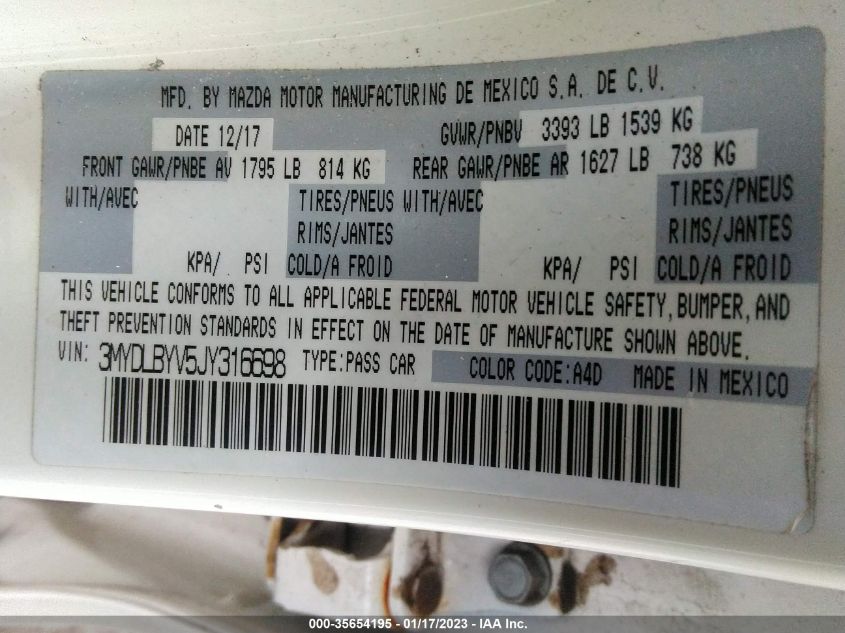 MFD. BY MAZDA MOTOR MANUFACTURING DE MEXICO S.A. DE C.V.
DATE 12/17 GVWR/PNBV 3393 LB 1539 KG
FRONT GAWR/PNBE AV 1795 LB 814 KG REAR GAWR/PNBE AR 1627 LB 738 KG
WITH/AVEC TIRES/PNEUS WITH/AVEC TIRES/PNEUS
RIMS/JANTES RIMS/JANTES
KPA/ PSI COLD/A FROID KPA/ PSI COLD/A FROID
THIS VEHICLE CONFORMS TO ALL APPLICABLE FEDERAL MOTOR VEHICLE SAFETY, BUMPER, AND
THEFT PREVENTION STANDARDS IN EFFECT ON THE DATE OF MANUFACTURE SHOWN ABOVE.
VIN: 3MYDLBYV5JY316698 TYPE:PASS CAR COLOR CODE:A4D MADE IN MEXICO
000-35654195 - 01/17/2023 - IAA Inc.